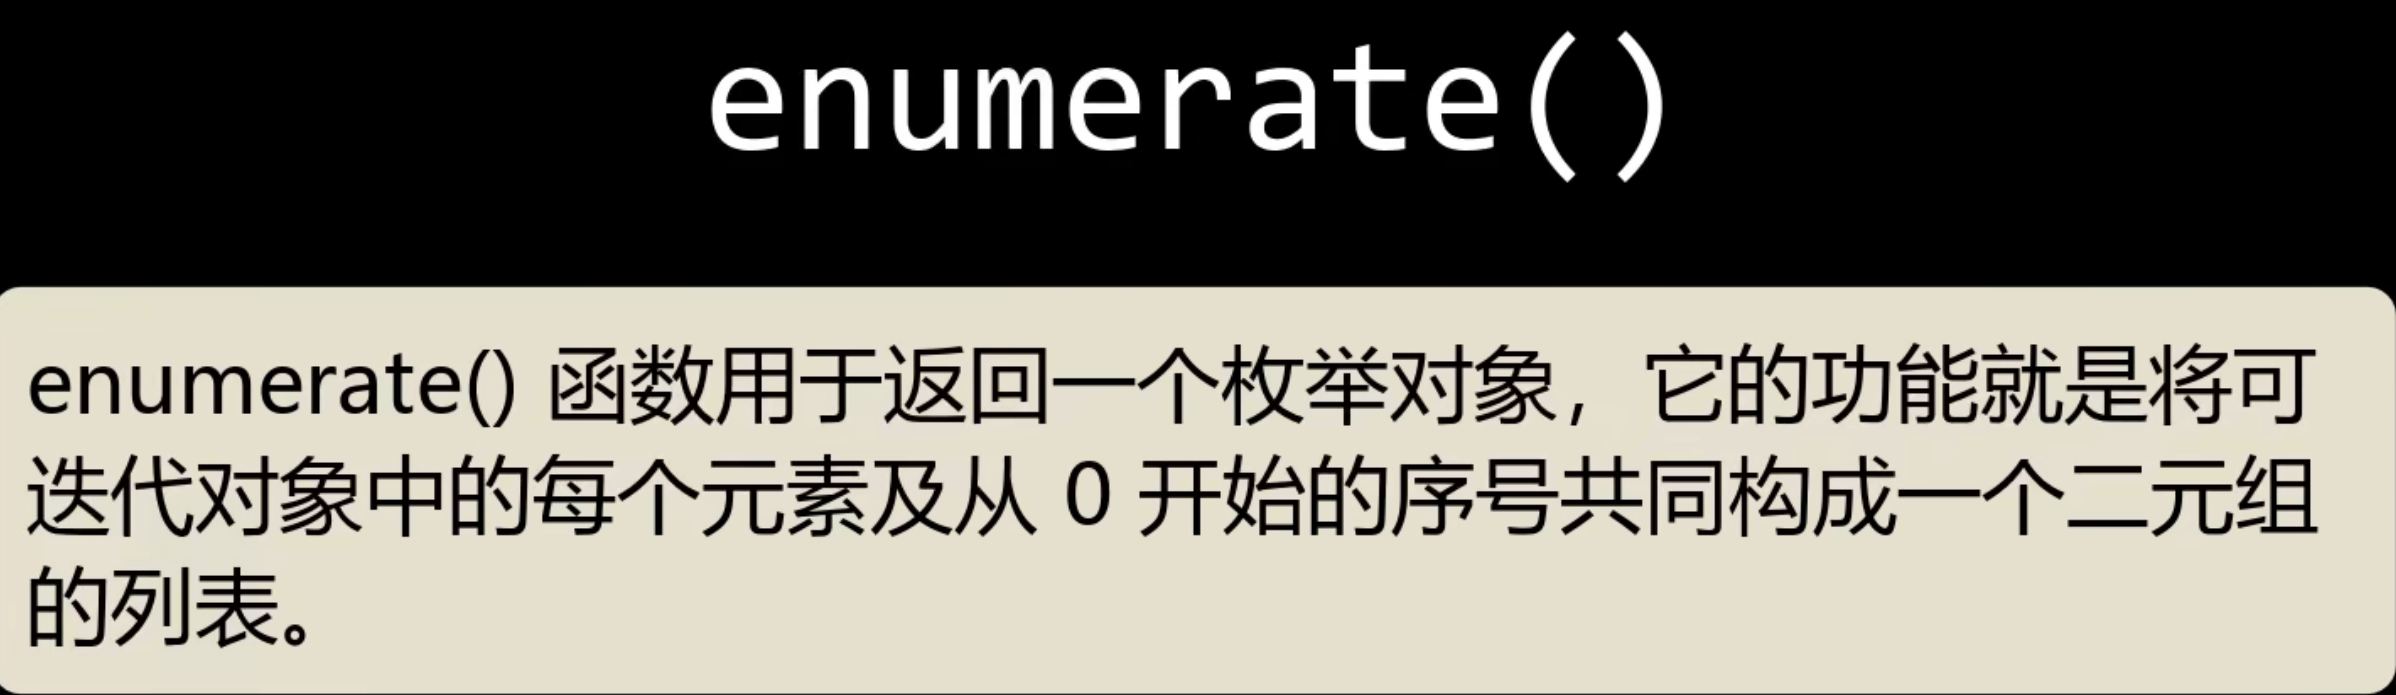 enumerate()
enumerate() 函数用于返回一个枚举对象，它的功能就是将可
迭代对象中的每个元素及从 0 开始的序号共同构成一个二元组
的列表。